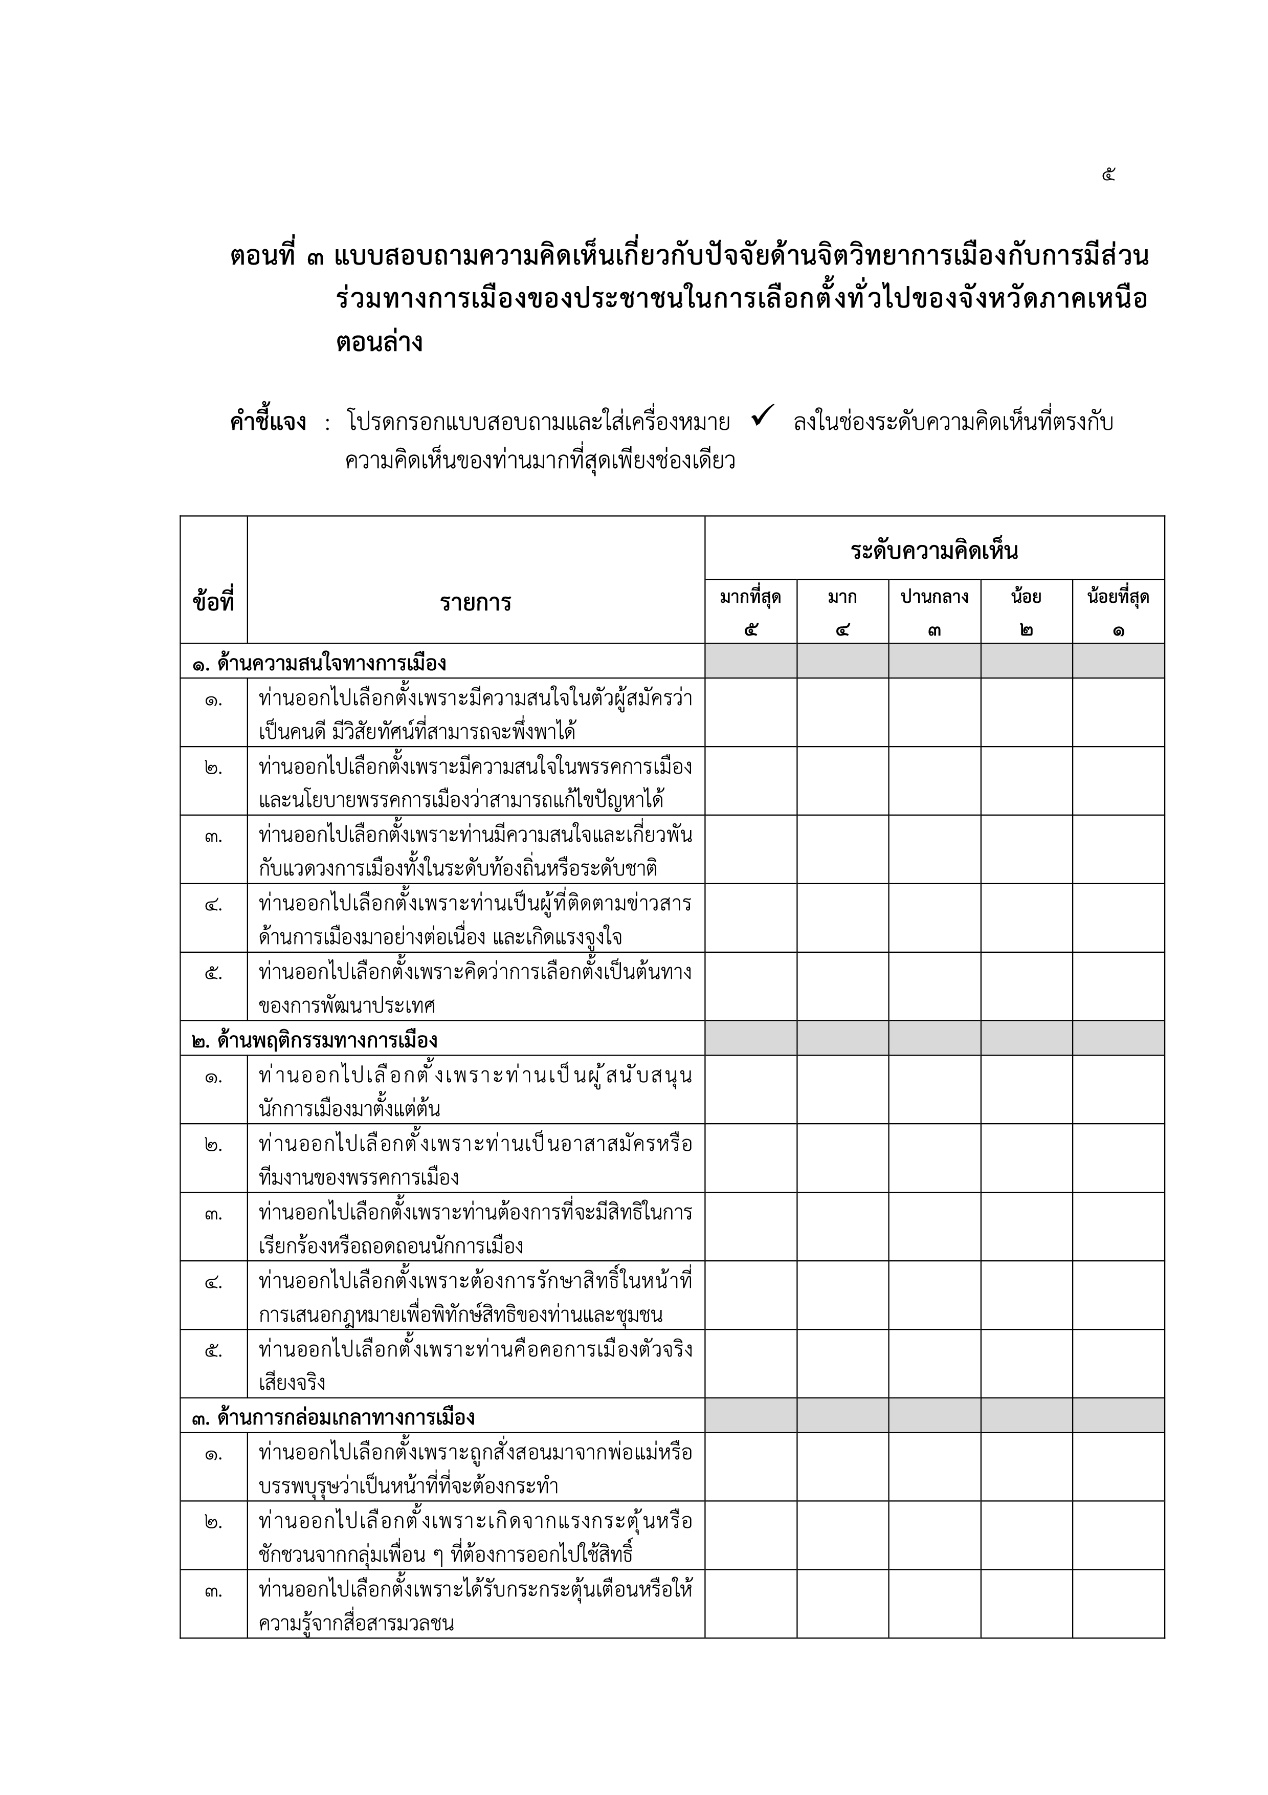 ๕
ตอนที่ ๓ แบบสอบถามความคิดเห็นเกี่ยวกับปัจจัยด้านจิตวิทยาการเมืองกับการมีส่วน
ร่วมทางการเมืองของประชาชนในการเลือกตั้งทั่วไปของจังหวัดภาคเหนือ
ตอนล่าง
คำชี้แจง : โปรดกรอกแบบสอบถามและใส่เครื่องหมาย ✓ ลงในช่องระดับความคิดเห็นที่ตรงกับ
ความคิดเห็นของท่านมากที่สุดเพียงช่องเดียว
ข้อที่ รายการ ระดับความคิดเห็น
มากที่สุด มาก ปานกลาง น้อย น้อยที่สุด
๕ ๔ ๓ ๒ ๑
๑. ด้านความสนใจทางการเมือง
๑. ท่านออกไปเลือกตั้งเพราะมีความสนใจในตัวผู้สมัครว่า
เป็นคนดี มีวิสัยทัศน์ที่สามารถจะพึ่งพาได้
๒. ท่านออกไปเลือกตั้งเพราะมีความสนใจในพรรคการเมือง
และนโยบายพรรคการเมืองว่าสามารถแก้ไขปัญหาได้
๓. ท่านออกไปเลือกตั้งเพราะท่านมีความสนใจและเกี่ยวพัน
กับแวดวงการเมืองทั้งในระดับท้องถิ่นหรือระดับชาติ
๔. ท่านออกไปเลือกตั้งเพราะท่านเป็นผู้ที่ติดตามข่าวสาร
ด้านการเมืองมาอย่างต่อเนื่อง และเกิดแรงจูงใจ
๕. ท่านออกไปเลือกตั้งเพราะคิดว่าการเลือกตั้งเป็นต้นทาง
ของการพัฒนาประเทศ
๒. ด้านพฤติกรรมทางการเมือง
๑. ท่านออกไปเลือกตั้งเพราะท่านเป็นผู้สนับสนุน
นักการเมืองมาตั้งแต่ต้น
๒. ท่านออกไปเลือกตั้งเพราะท่านเป็นอาสาสมัครหรือ
ทีมงานของพรรคการเมือง
๓. ท่านออกไปเลือกตั้งเพราะท่านต้องการที่จะมีสิทธิในการ
เรียกร้องหรือถอดถอนนักการเมือง
๔. ท่านออกไปเลือกตั้งเพราะต้องการรักษาสิทธิ์ในหน้าที่
การเสนอกฎหมายเพื่อพิทักษ์สิทธิของท่านและชุมชน
๕. ท่านออกไปเลือกตั้งเพราะท่านคือคอการเมืองตัวจริง
เสียงจริง
๓. ด้านการกล่อมเกลาทางการเมือง
๑. ท่านออกไปเลือกตั้งเพราะถูกสั่งสอนมาจากพ่อแม่หรือ
บรรพบุรุษว่าเป็นหน้าที่ที่จะต้องกระทำ
๒. ท่านออกไปเลือกตั้งเพราะเกิดจากแรงกระตุ้นหรือ
ชักชวนจากกลุ่มเพื่อน ๆ ที่ต้องการออกไปใช้สิทธิ์
๓. ท่านออกไปเลือกตั้งเพราะได้รับกระกระตุ้นเตือนหรือให้
ความรู้จากสื่อสารมวลชน